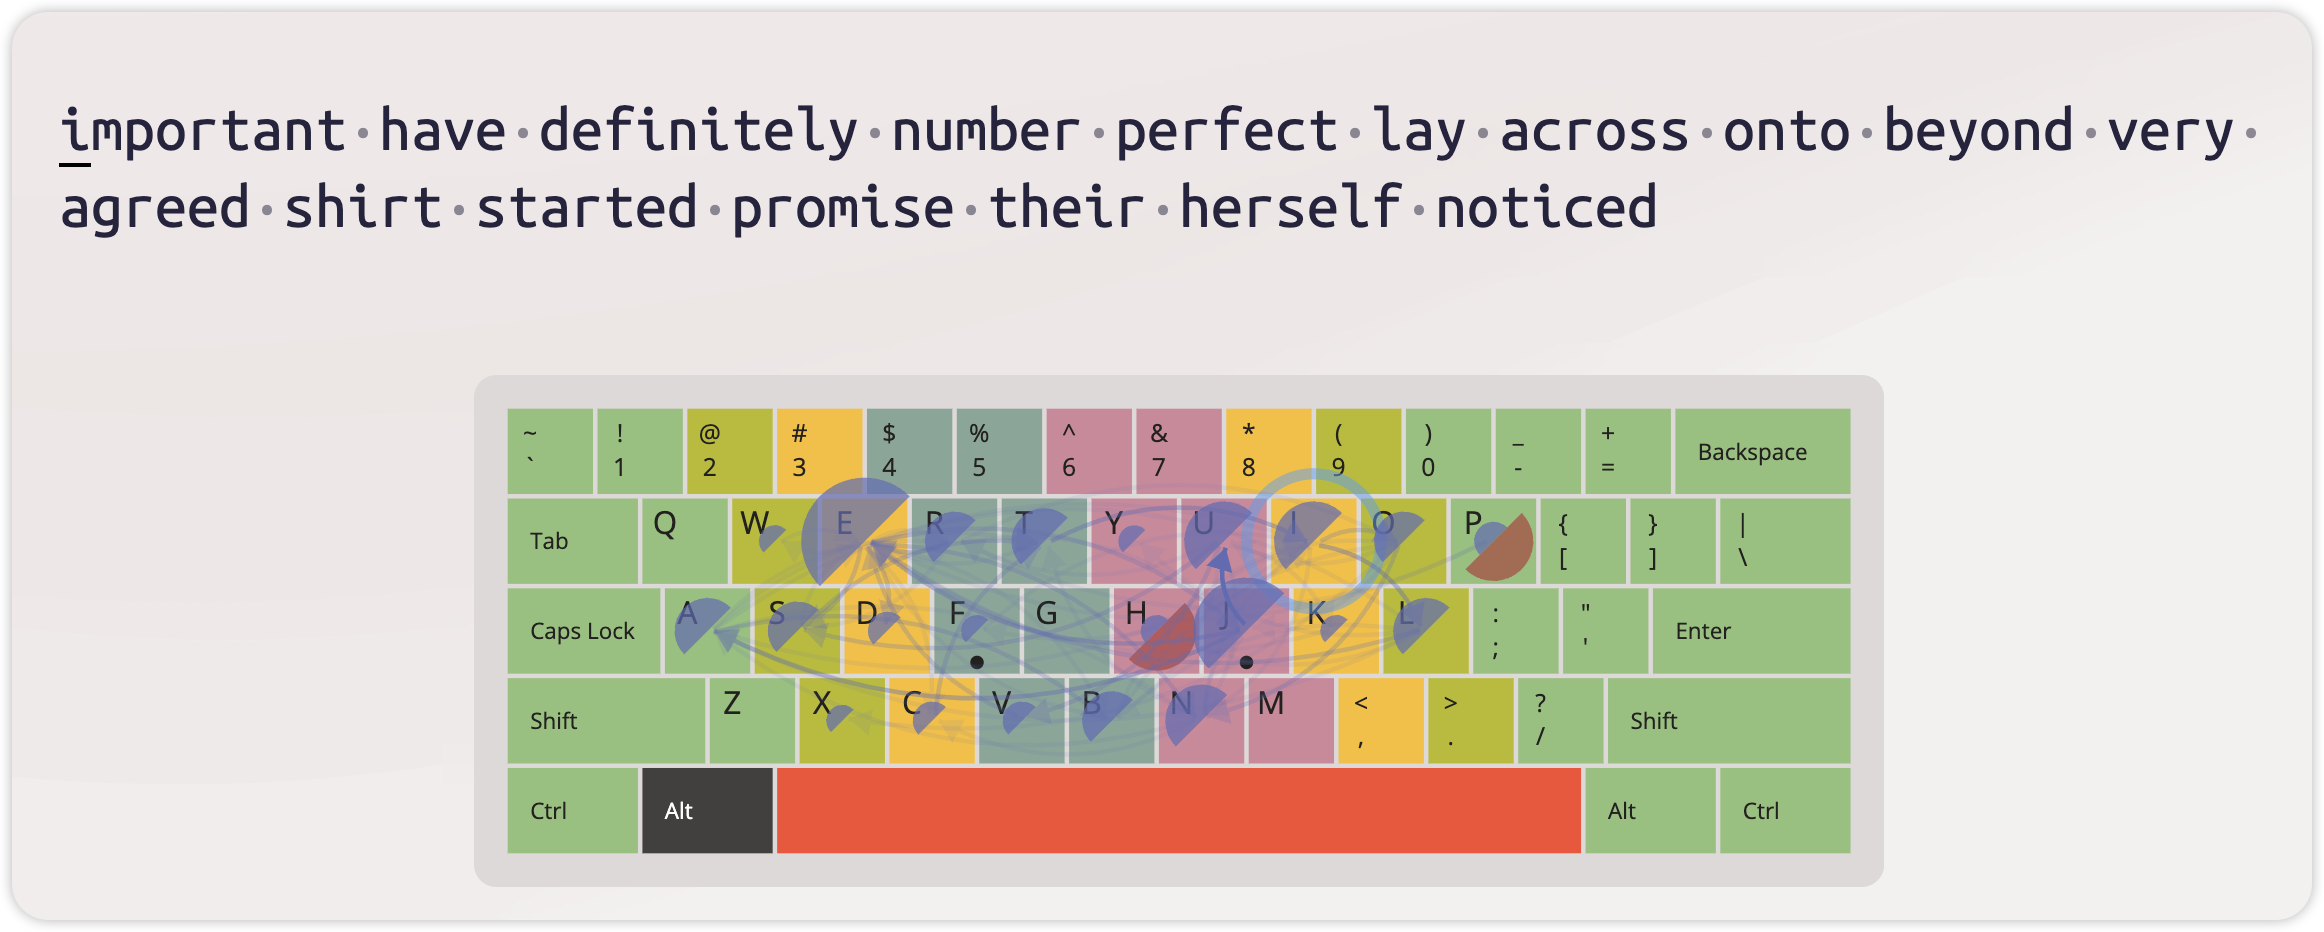 important·have·definitely·number·perfect·lay·across·onto·beyond·very·
agreed·shirt·started·promise·their·herself·noticed
~ ! @ # $ % ^ & * ( ) _ +
` 1 2 3 4 5 6 7 8 9 0 - = Backspace
Tab Q W E R T Y U I O P { } |
[ ] \
Caps Lock A S D F G H J K L : " Enter
; '
Shift Z X C V B N M < > ? Shift
, . /
Ctrl Alt Alt Ctrl